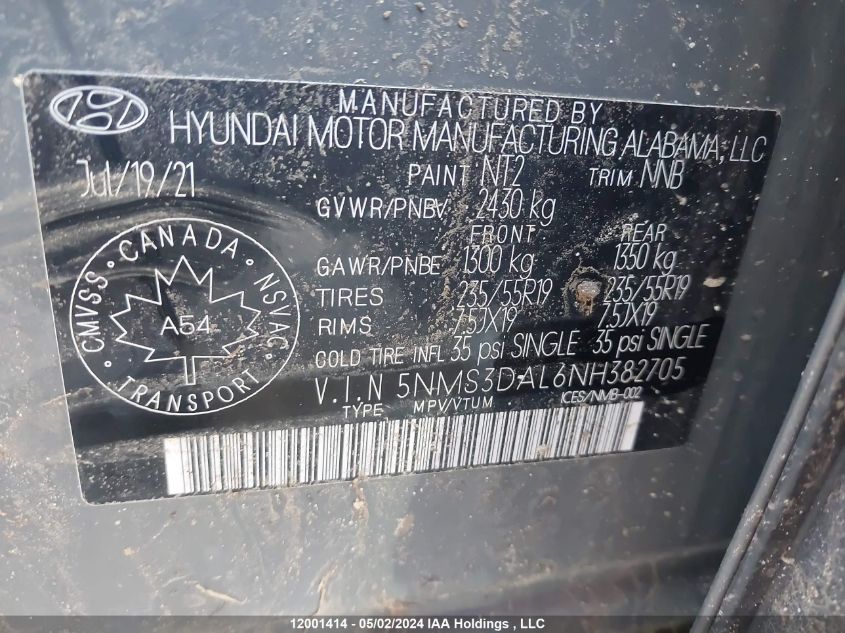 MANUFACTURED BY
HYUNDAI MOTOR MANUFACTURING ALABAMA, LLC
Jul/19/21 PAINT NT2 TRIM NNB
GVWR/PNBV 2430 kg
FRONT REAR
GAWR/PNBE 1300 kg 1350 kg
TIRES 235/55R19 235/55R19
RIMS 7.5JX19 7.5JX19
COLD TIRE INFL 35 psi SINGLE 35 psi SINGLE
V.I.N 5NMS3DAL6NH382705
TYPE MPV/VTUM ICES/NMB-002
CMVSS · CANADA · NSVAC
A54
TRANSPORT
12001414 - 05/02/2024 IAA Holdings , LLC